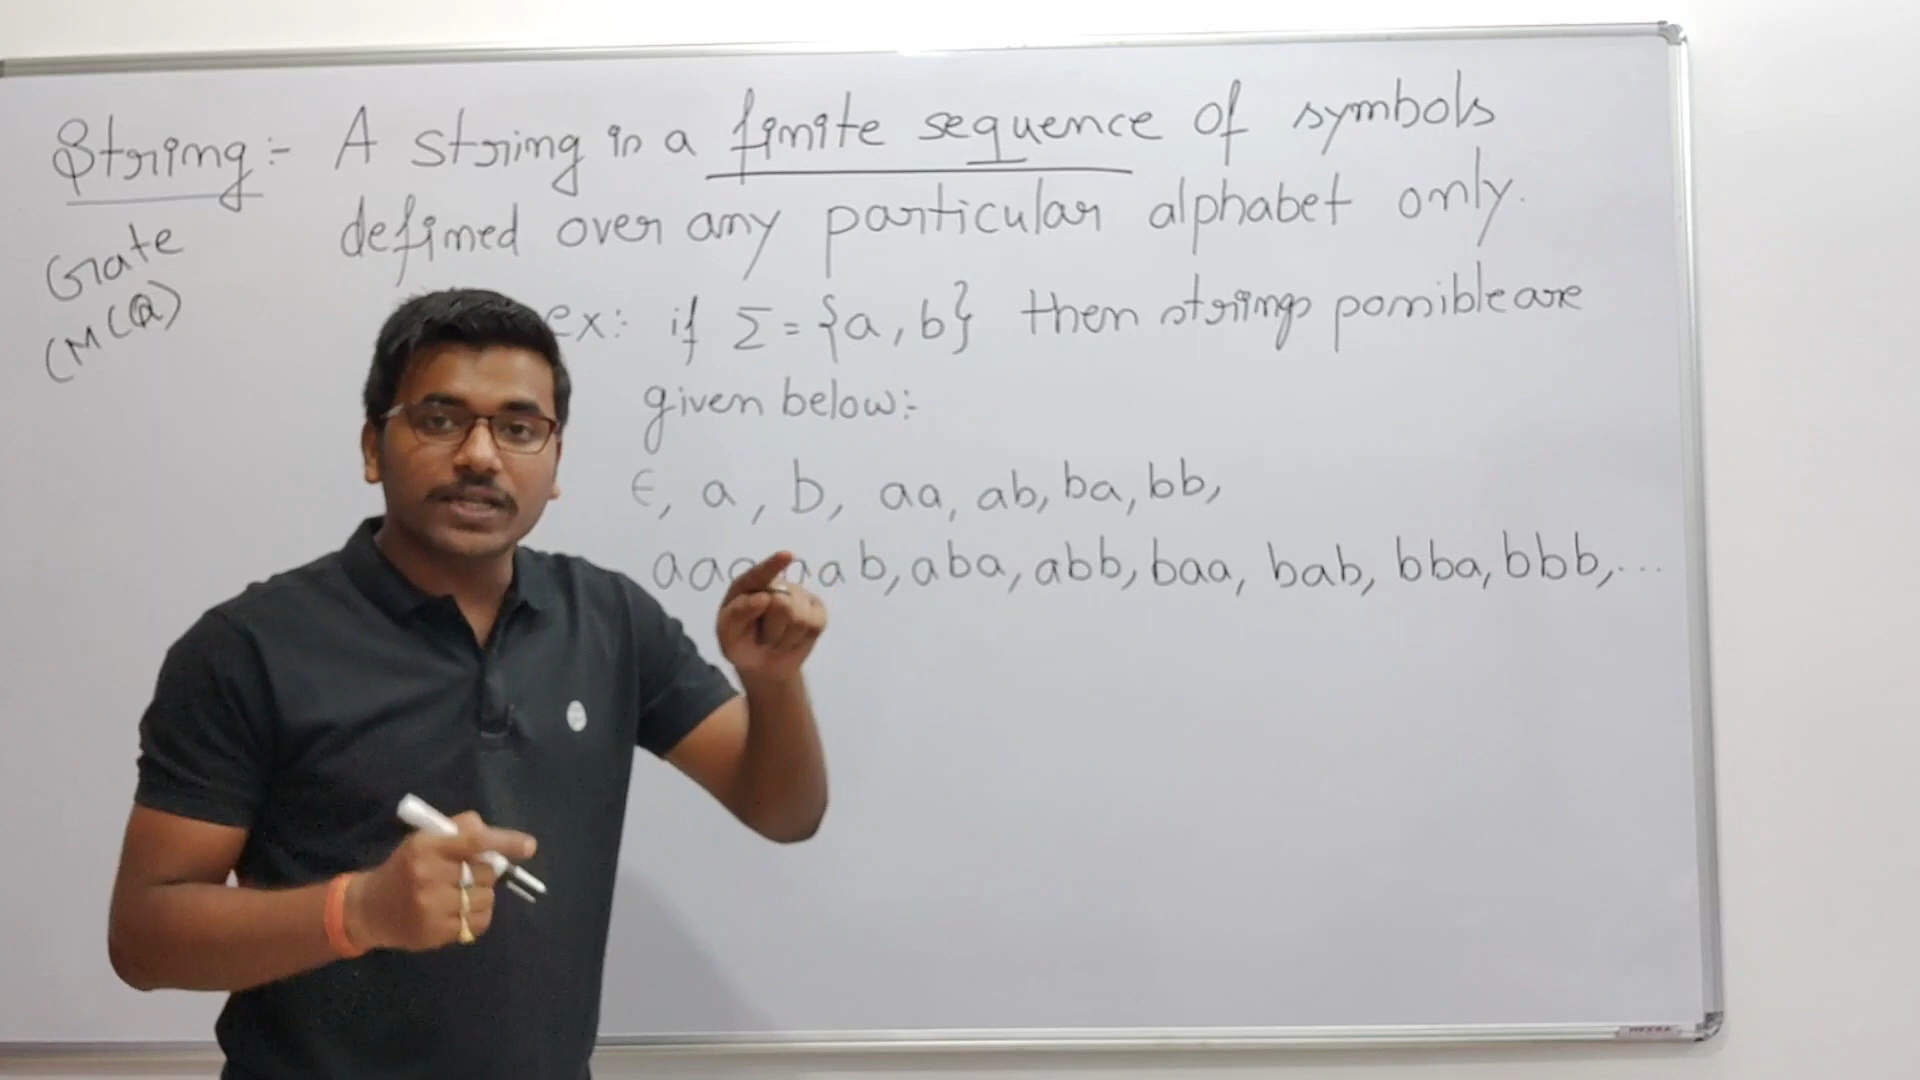 String:- A string is a finite sequence of symbols
defined over any particular alphabet only.
Gate
(MCQ)
ex: if Σ = {a, b} then strings possible are
given below:-
ϵ, a, b, aa, ab, ba, bb,
aaa, aab, aba, abb, baa, bab, bba, bbb, ...